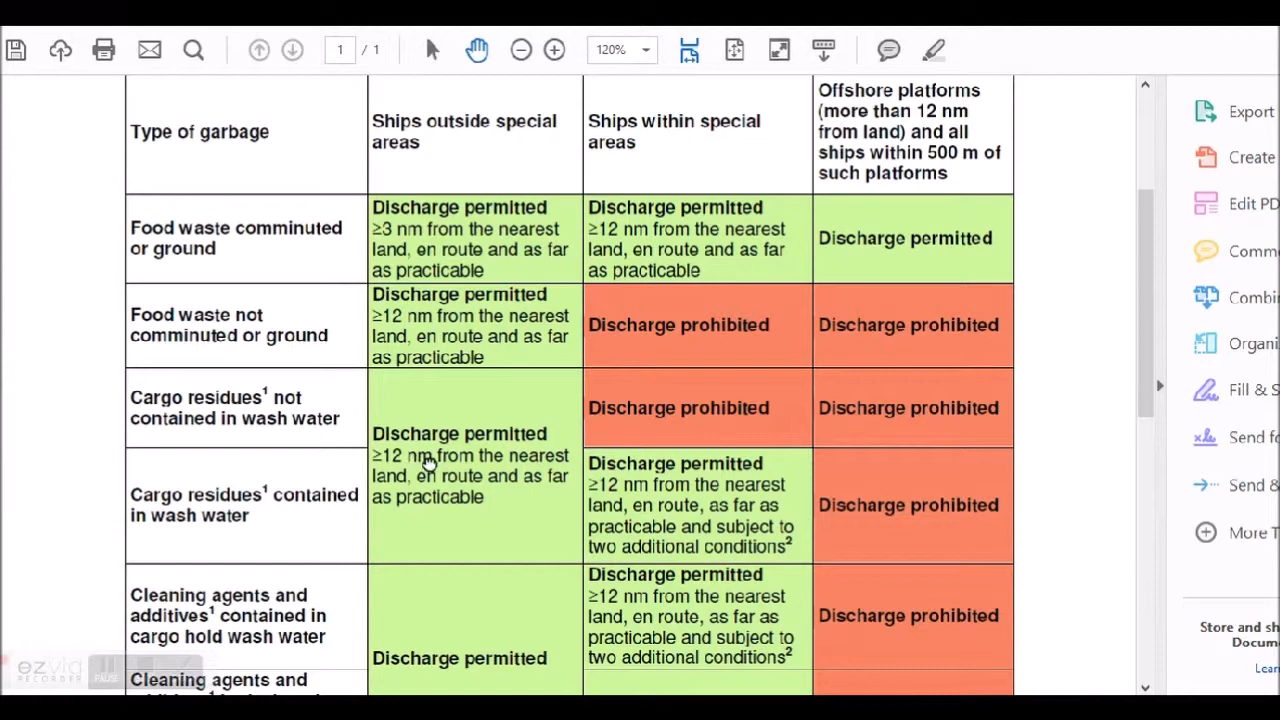 1 / 1
120%
Type of garbage
Ships outside special
areas
Ships within special
areas
Offshore platforms
(more than 12 nm
from land) and all
ships within 500 m of
such platforms
Food waste comminuted
or ground
Discharge permitted
≥3 nm from the nearest
land, en route and as far
as practicable
Discharge permitted
≥12 nm from the nearest
land, en route and as far
as practicable
Discharge permitted
Food waste not
comminuted or ground
Discharge permitted
≥12 nm from the nearest
land, en route and as far
as practicable
Discharge prohibited
Discharge prohibited
Cargo residues¹ not
contained in wash water
Discharge permitted
≥12 nm from the nearest
land, en route and as far
as practicable
Discharge prohibited
Discharge prohibited
Cargo residues¹ contained
in wash water
Discharge permitted
≥12 nm from the nearest
land, en route, as far as
practicable and subject to
two additional conditions²
Discharge prohibited
Cleaning agents and
additives¹ contained in
cargo hold wash water
Discharge permitted
Discharge permitted
≥12 nm from the nearest
land, en route, as far as
practicable and subject to
two additional conditions²
Discharge prohibited
Cleaning agents and
Export
Create
Edit PD
Comme
Combin
Organi
Fill & S
Send fo
Send &
More T
Store and sh
Docum
Lear
ezvid
RECORDER
PAUSE